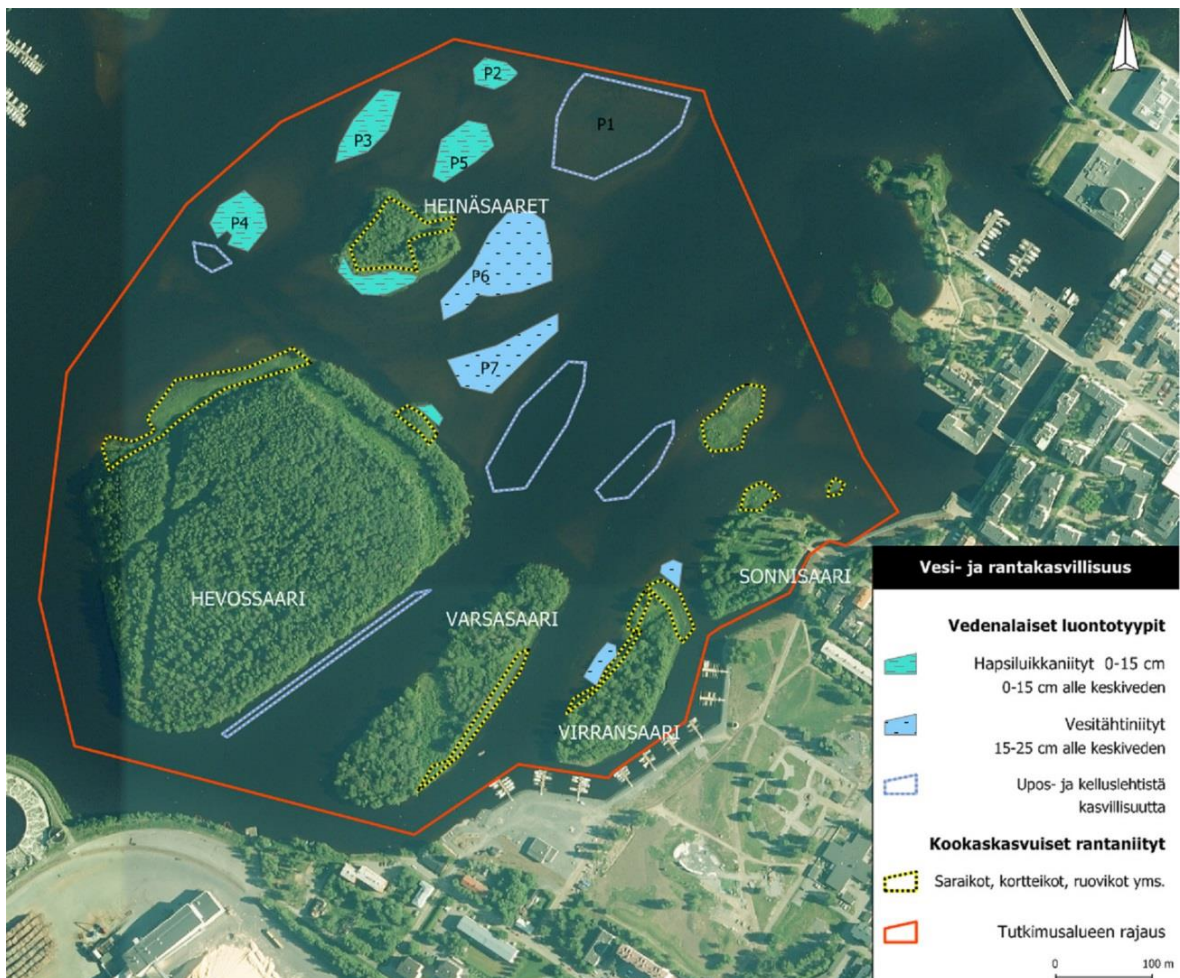 P2
P1
P3
P5
HEINÄSAARET
P4
P6
P7
HEVOSSAARI
VARSASAARI
SONNISAARI
VIRRANSAARI
Vesi- ja rantakasvillisuus
Vedenalaiset luontotyypit
Hapsiluikkaniityt 0-15 cm
0-15 cm alle keskiveden
Vesitähtiniityt
15-25 cm alle keskiveden
Upos- ja kelluslehtistä
kasvillisuutta
Kookaskasvuiset rantaniityt
Saraikot, kortteikot, ruovikot yms.
Tutkimusalueen rajaus
0 100 m